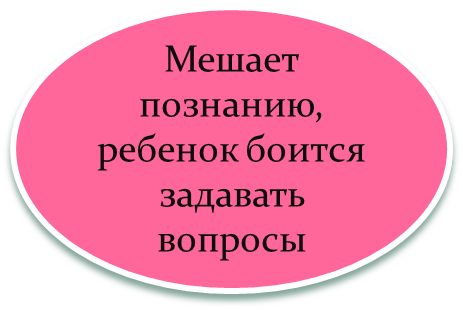 Мешает
познанию,
ребенок боится
задавать
вопросы